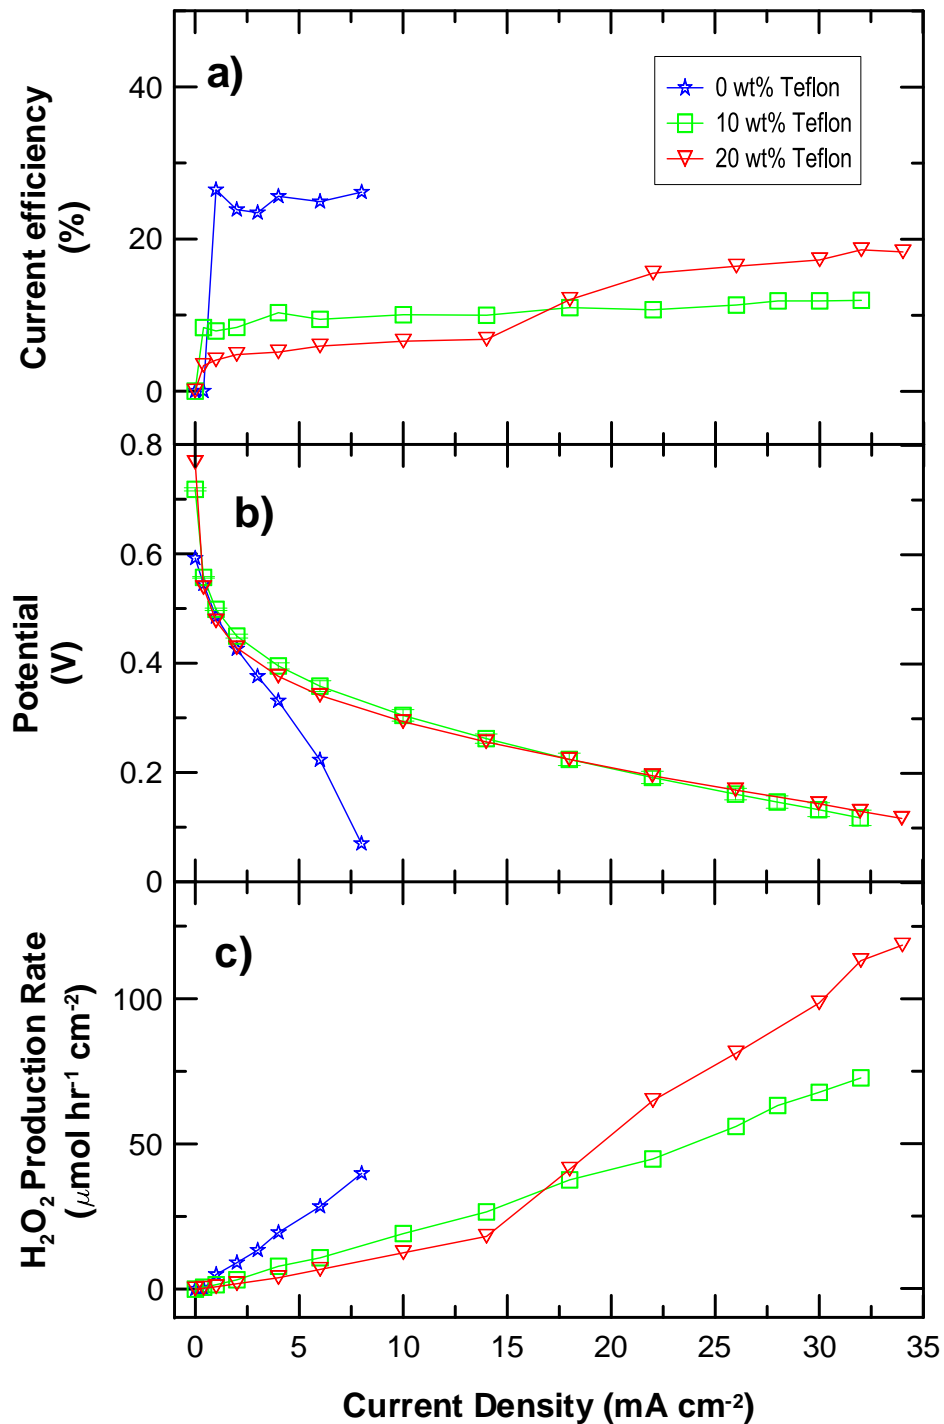 a)
0 wt% Teflon
10 wt% Teflon
20 wt% Teflon
Current efficiency
(%)
40
20
0
b)
Potential
(V)
0.8
0.6
0.4
0.2
0
c)
H₂O₂ Production Rate
(μmol hr⁻¹ cm⁻²)
100
50
0
0 5 10 15 20 25 30 35
Current Density (mA cm⁻²)